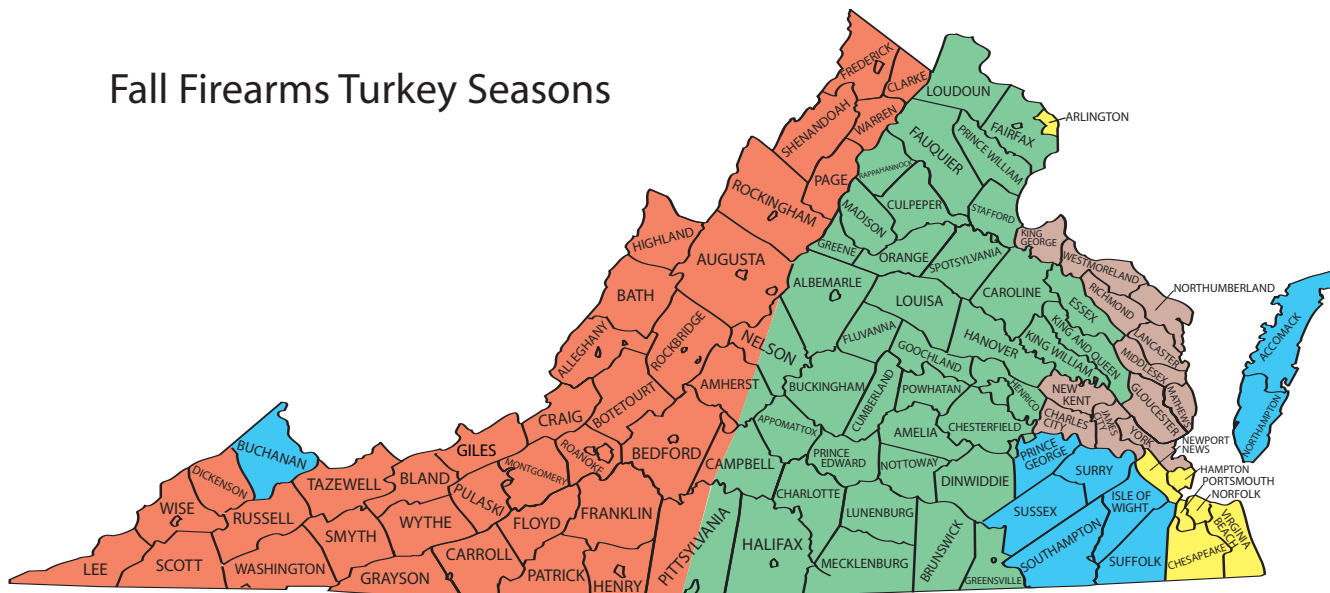 Fall Firearms Turkey Seasons
FREDERICK
CLARKE
LOUDOUN
SHENANDOAH
WARREN
FAIRFAX
ARLINGTON
FAUQUIER
PRINCE WILLIAM
PAGE
RAPPAHANNOCK
ROCKINGHAM
MADISON
CULPEPER
STAFFORD
HIGHLAND
GREENE
ORANGE
SPOTSYLVANIA
KING
GEORGE
WESTMORELAND
AUGUSTA
ALBEMARLE
LOUISA
CAROLINE
ESSEX
RICHMOND
NORTHUMBERLAND
BATH
ROCKBRIDGE
NELSON
FLUVANNA
GOOCHLAND
HANOVER
KING WILLIAM
KING AND QUEEN
LANCASTER
MIDDLESEX
ACCOMACK
ALLEGHANY
BOTETOURT
AMHERST
BUCKINGHAM
CUMBERLAND
POWHATAN
HENRICO
NEW
KENT
GLOUCESTER
MATHEWS
CRAIG
APPOMATTOX
AMELIA
CHESTERFIELD
CHARLES
CITY
JAMES
CITY
YORK
NORTHAMPTON
BUCHANAN
GILES
ROANOKE
BEDFORD
CAMPBELL
PRINCE
EDWARD
NOTTOWAY
PRINCE
GEORGE
NEWPORT
NEWS
DICKENSON
TAZEWELL
BLAND
MONTGOMERY
CHARLOTTE
DINWIDDIE
SURRY
HAMPTON
PORTSMOUTH
NORFOLK
WISE
RUSSELL
SMYTH
WYTHE
PULASKI
FLOYD
FRANKLIN
PITTSYLVANIA
HALIFAX
LUNENBURG
SUSSEX
ISLE OF
WIGHT
VIRGINIA
BEACH
LEE
SCOTT
WASHINGTON
GRAYSON
CARROLL
PATRICK
HENRY
MECKLENBURG
BRUNSWICK
GREENSVILLE
SOUTHAMPTON
SUFFOLK
CHESAPEAKE